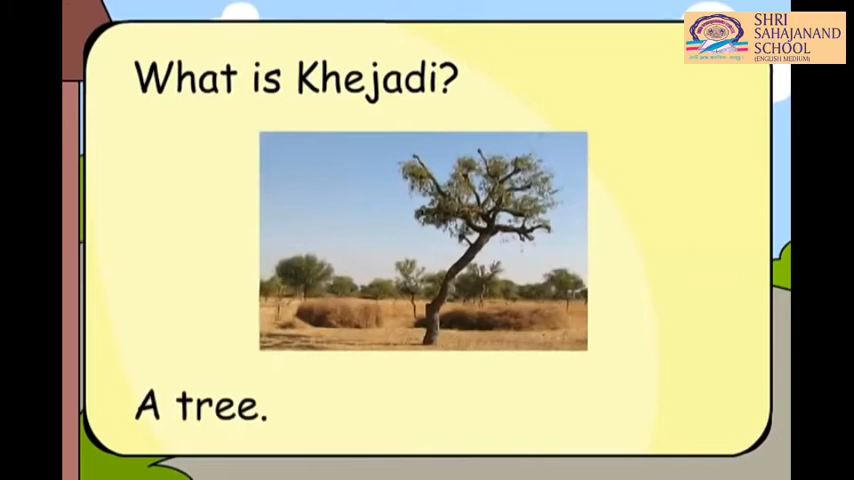 SHRI
SAHAJANAND
SCHOOL
(ENGLISH MEDIUM)
What is Khejadi?
A tree.